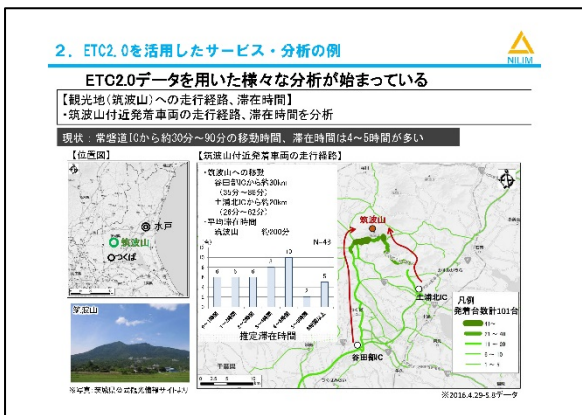 ２．ETC2.0を活用したサービス・分析の例
NILIM
ETC2.0データを用いた様々な分析が始まっている
【観光地(筑波山)への走行経路、滞在時間】
・筑波山付近発着車両の走行経路、滞在時間を分析
現状：常磐道ICから約30分～90分の移動時間、滞在時間は4～5時間が多い
【位置図】
水戸
筑波山
つくば
筑波山
※写真:茨城県公式観光情報サイトより
【筑波山付近発着車両の走行経路】
・筑波山への移動
谷田部ICから約30km
土浦北ICから約20km
(26分～62分)
・平均滞在時間
筑波山 約200分
推定滞在時間
筑波山
土浦北IC
谷田部IC
凡例
発着台数計101台
※2016.4.29-5.8データ